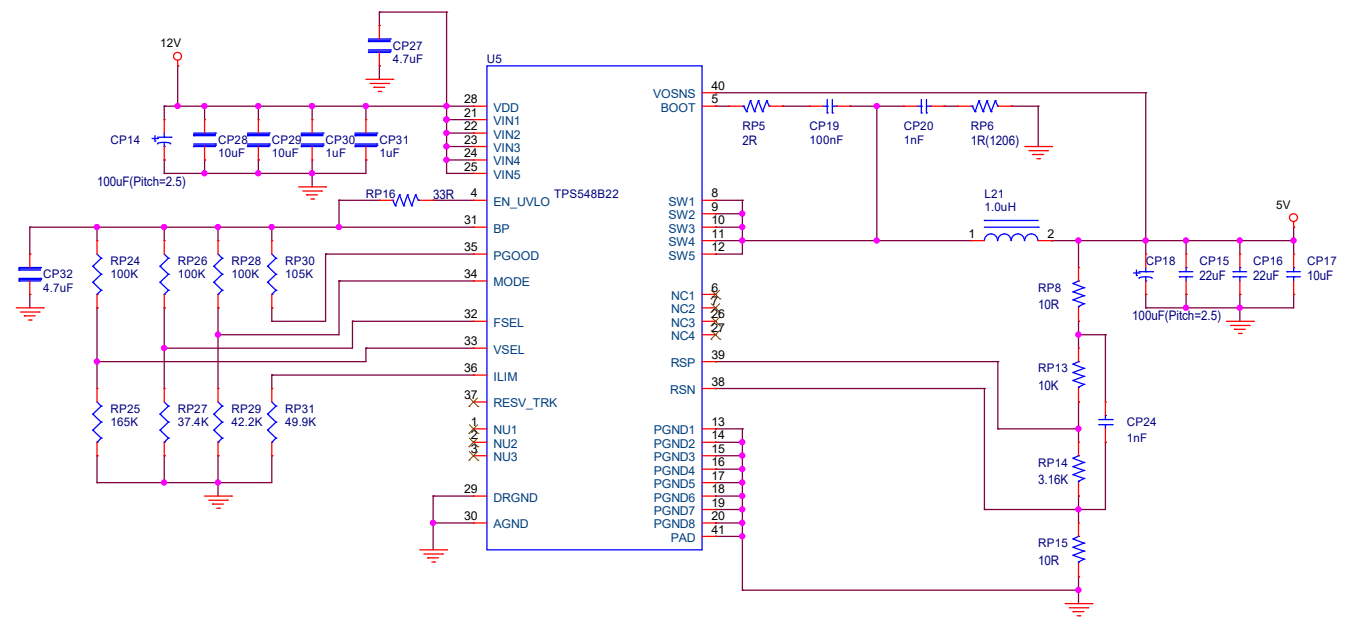 12V
CP27
4.7uF
U5
CP14
100uF(Pitch=2.5)
CP28
10uF
CP29
10uF
CP30
1uF
CP31
1uF
28 VDD
21 VIN1
22 VIN2
23 VIN3
24 VIN4
25 VIN5
RP16 33R
4 EN_UVLO
TPS548B22
31 BP
35 PGOOD
34 MODE
32 FSEL
33 VSEL
36 ILIM
37 RESV_TRK
1 NU1
2 NU2
3 NU3
29 DRGND
30 AGND
CP32
4.7uF
RP24
100K
RP26
100K
RP28
100K
RP30
105K
RP25
165K
RP27
37.4K
RP29
42.2K
RP31
49.9K
VOSNS 40
BOOT 5
RP5
2R
CP19
100nF
CP20
1nF
RP6
1R(1206)
SW1 8
SW2 9
SW3 10
SW4 11
SW5 12
L21
1.0uH
1 2
5V
NC1 6
NC2 7
NC3 26
NC4 27
RSP 39
RSN 38
PGND1 13
PGND2 14
PGND3 15
PGND4 16
PGND5 17
PGND6 18
PGND7 19
PGND8 20
PAD 41
CP18
100uF(Pitch=2.5)
CP15
22uF
CP16
22uF
CP17
10uF
RP8
10R
RP13
10K
CP24
1nF
RP14
3.16K
RP15
10R